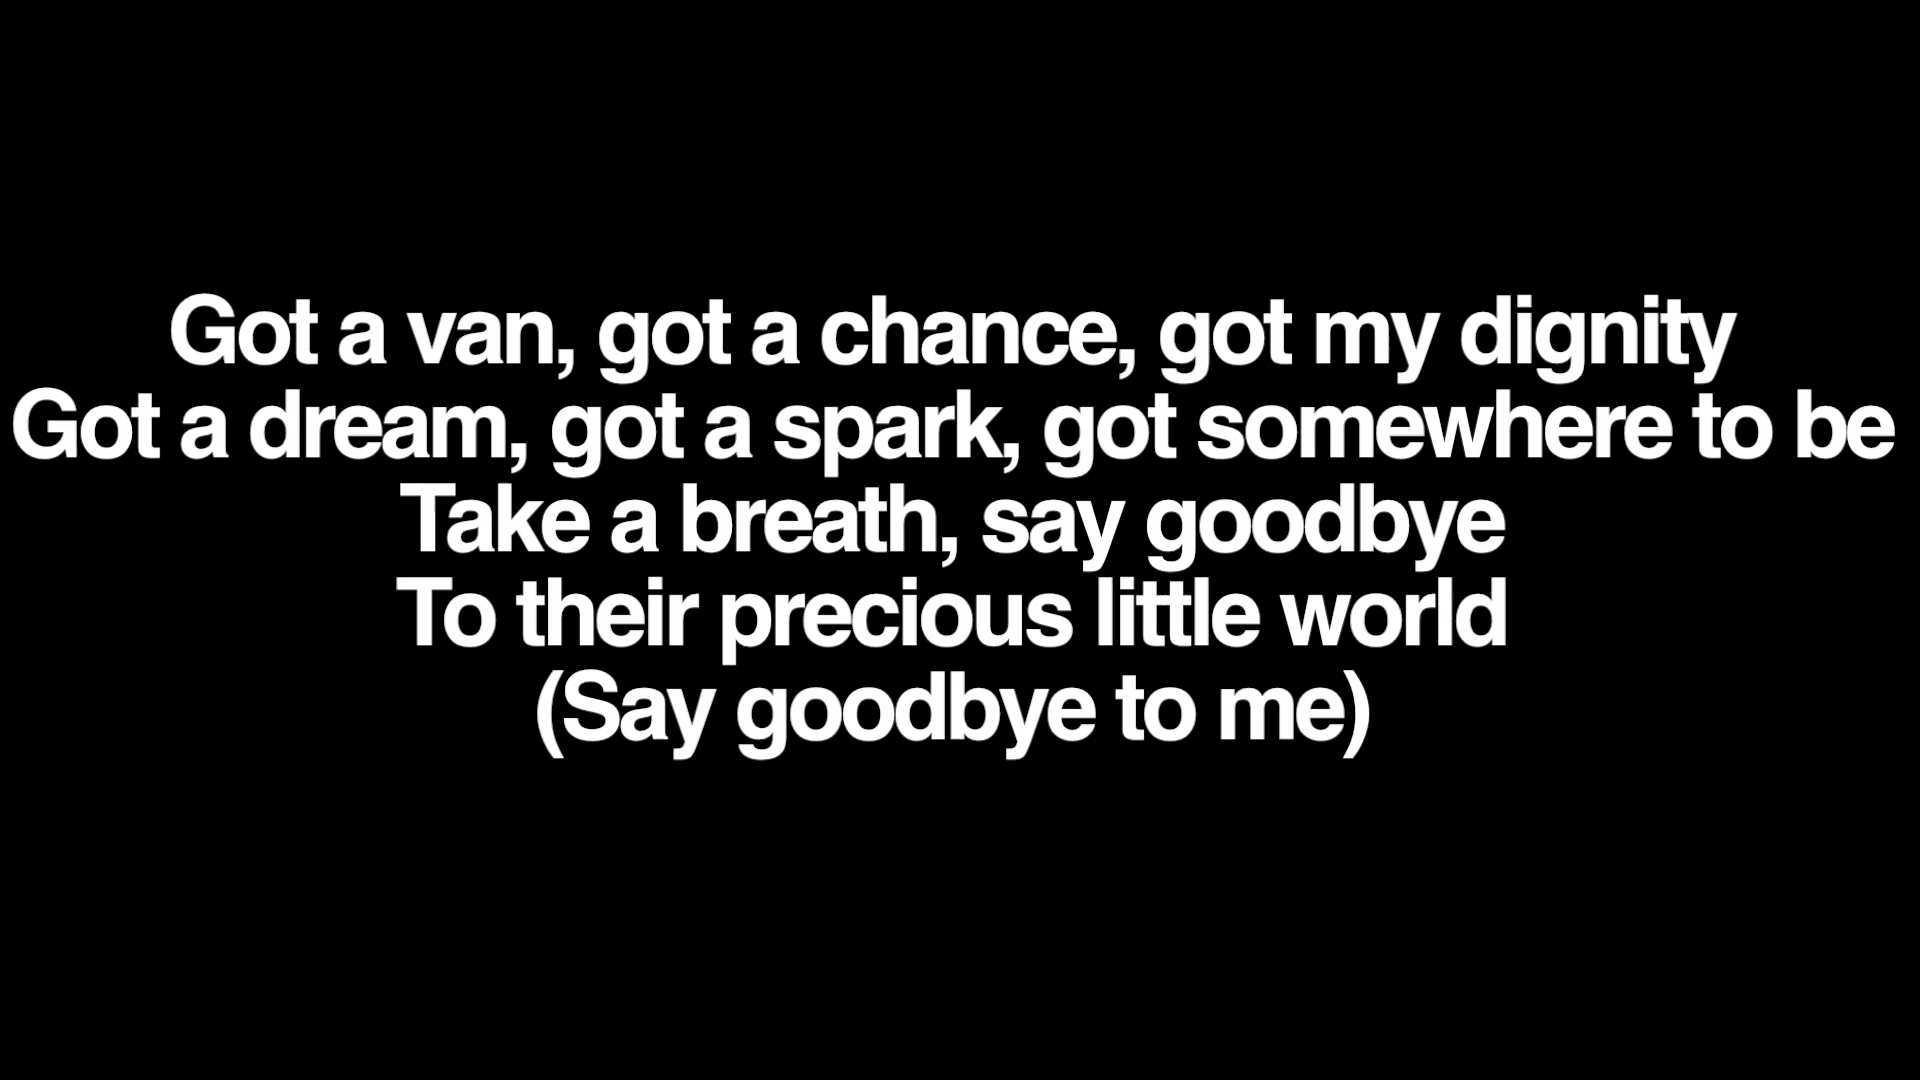 Got a van, got a chance, got my dignity
Got a dream, got a spark, got somewhere to be
Take a breath, say goodbye
To their precious little world
(Say goodbye to me)